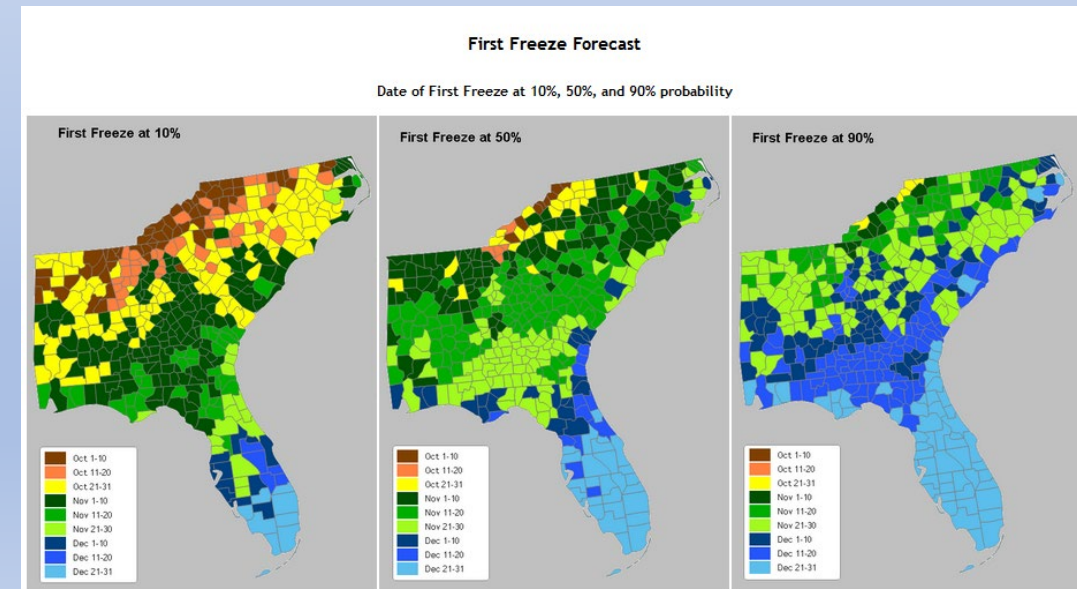 First Freeze Forecast
Date of First Freeze at 10%, 50%, and 90% probability
First Freeze at 10%
First Freeze at 50%
First Freeze at 90%
Oct 1-10
Oct 11-20
Oct 21-31
Nov 1-10
Nov 11-20
Nov 21-30
Dec 1-10
Dec 11-20
Dec 21-31
Oct 1-10
Oct 11-20
Oct 21-31
Nov 1-10
Nov 11-20
Nov 21-30
Dec 1-10
Dec 11-20
Dec 21-31
Oct 1-10
Oct 11-20
Oct 21-31
Nov 1-10
Nov 11-20
Nov 21-30
Dec 1-10
Dec 11-20
Dec 21-31